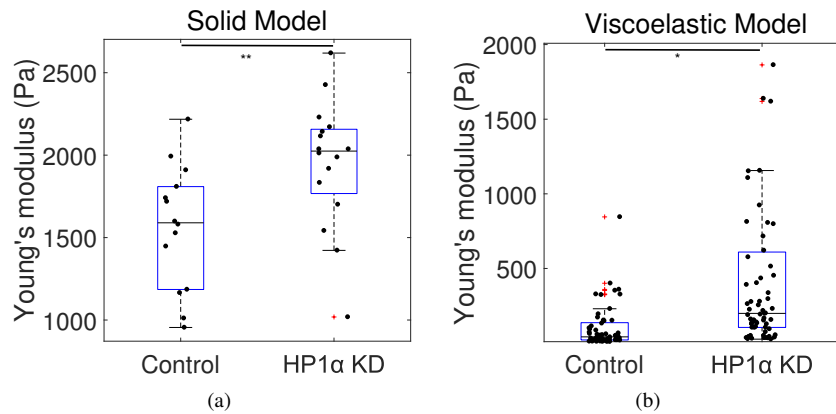 Solid Model
Young's modulus (Pa)
2500
2000
1500
1000
**
Control
HP1α KD
(a)
Viscoelastic Model
Young's modulus (Pa)
2000
1500
1000
500
*
Control
HP1α KD
(b)